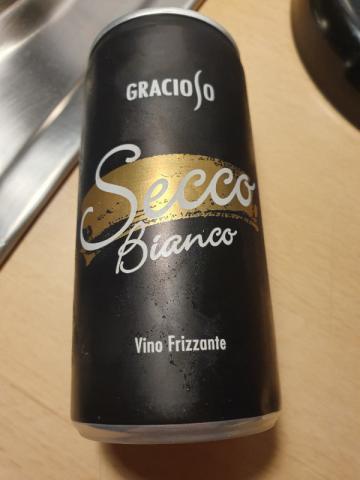 GRACIOSO
Secco
Bianco
Vino Frizzante